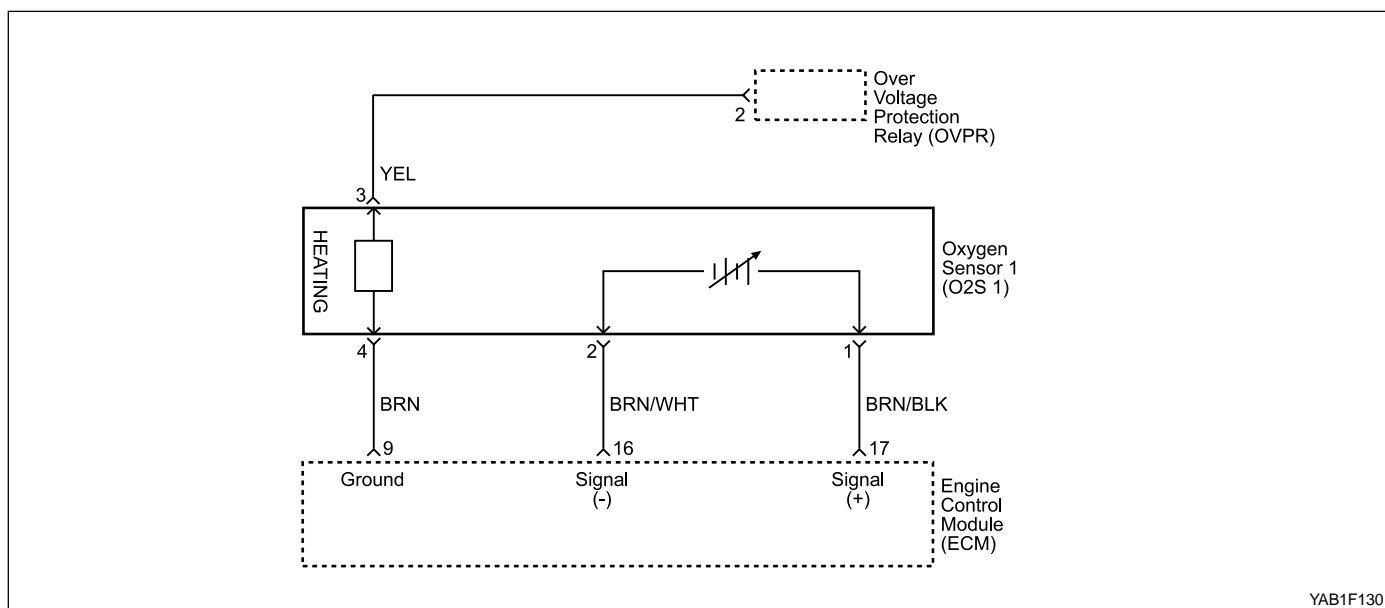 Over
Voltage
Protection
Relay (OVPR)
2
YEL
3
HEATING
Oxygen
Sensor 1
(O2S 1)
4
2
1
BRN
BRN/WHT
BRN/BLK
9
16
17
Ground
Signal
(-)
Signal
(+)
Engine
Control
Module
(ECM)
YAB1F130